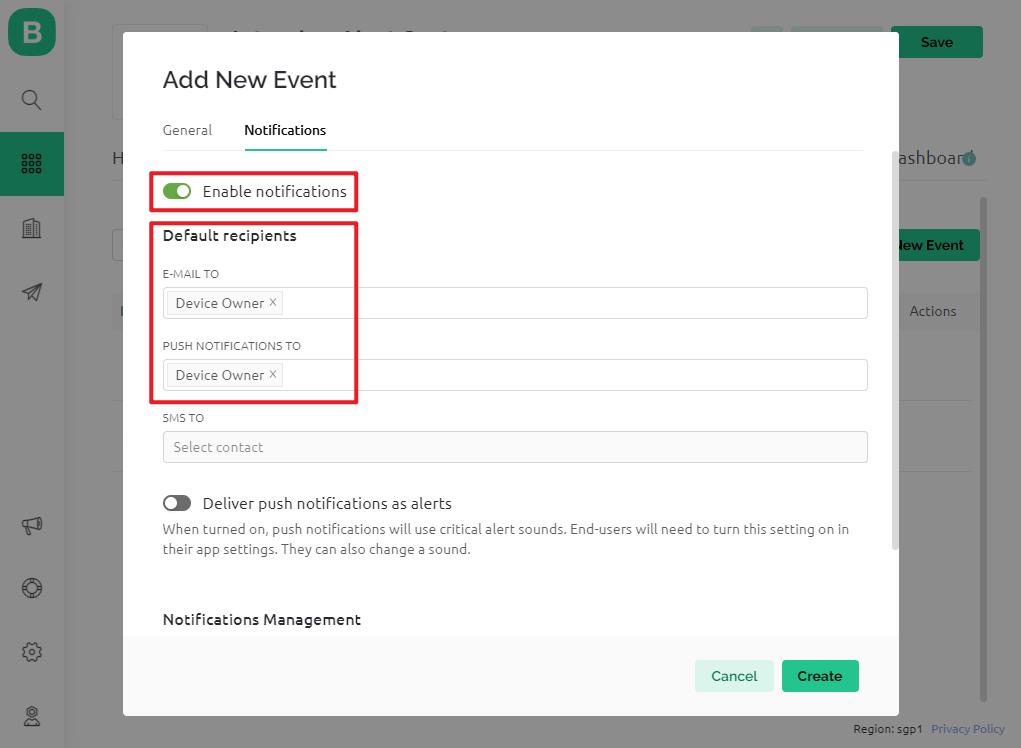 B
Save
Add New Event
General
Notifications
ashboard
Enable notifications
Default recipients
New Event
E-MAIL TO
Device Owner ×
Actions
PUSH NOTIFICATIONS TO
Device Owner ×
SMS TO
Select contact
Deliver push notifications as alerts
When turned on, push notifications will use critical alert sounds. End-users will need to turn this setting on in
their app settings. They can also change a sound.
Notifications Management
Cancel
Create
Region: sgp1 Privacy Policy